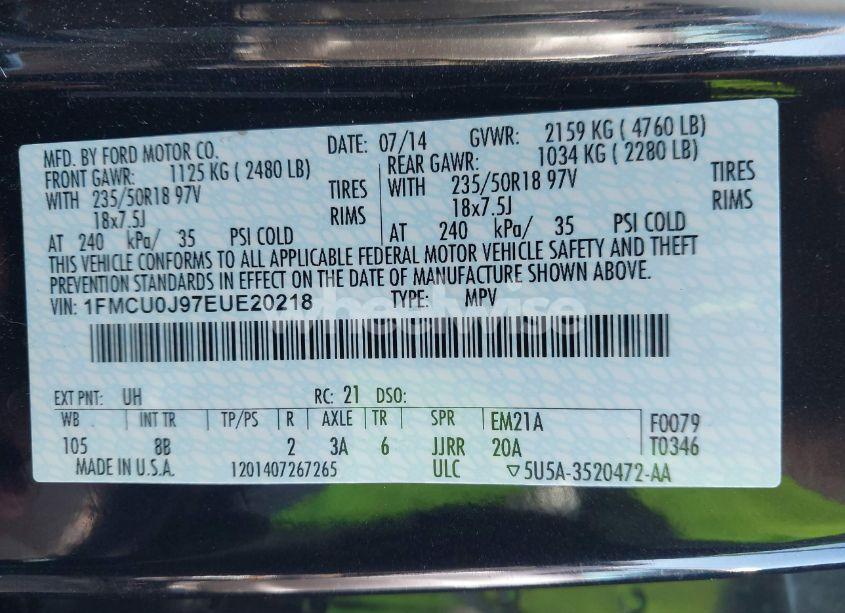 MFD. BY FORD MOTOR CO. DATE: 07/14 GVWR: 2159 KG ( 4760 LB)
FRONT GAWR: 1125 KG ( 2480 LB) REAR GAWR: 1034 KG ( 2280 LB)
WITH 235/50R18 97V TIRES WITH 235/50R18 97V TIRES
18x7.5J RIMS 18x7.5J RIMS
AT 240 kPa/ 35 PSI COLD AT 240 kPa/ 35 PSI COLD
THIS VEHICLE CONFORMS TO ALL APPLICABLE FEDERAL MOTOR VEHICLE SAFETY AND THEFT
PREVENTION STANDARDS IN EFFECT ON THE DATE OF MANUFACTURE SHOWN ABOVE.
VIN: 1FMCU0J97EUE20218 TYPE: MPV
wheelwise
EXT PNT: UH RC: 21 DSO:
WB INT TR TP/PS R AXLE TR SPR EM21A F0079
105 8B 2 3A 6 JJRR 20A T0346
MADE IN U.S.A. 1201407267265 ULC ▽5U5A-3520472-AA